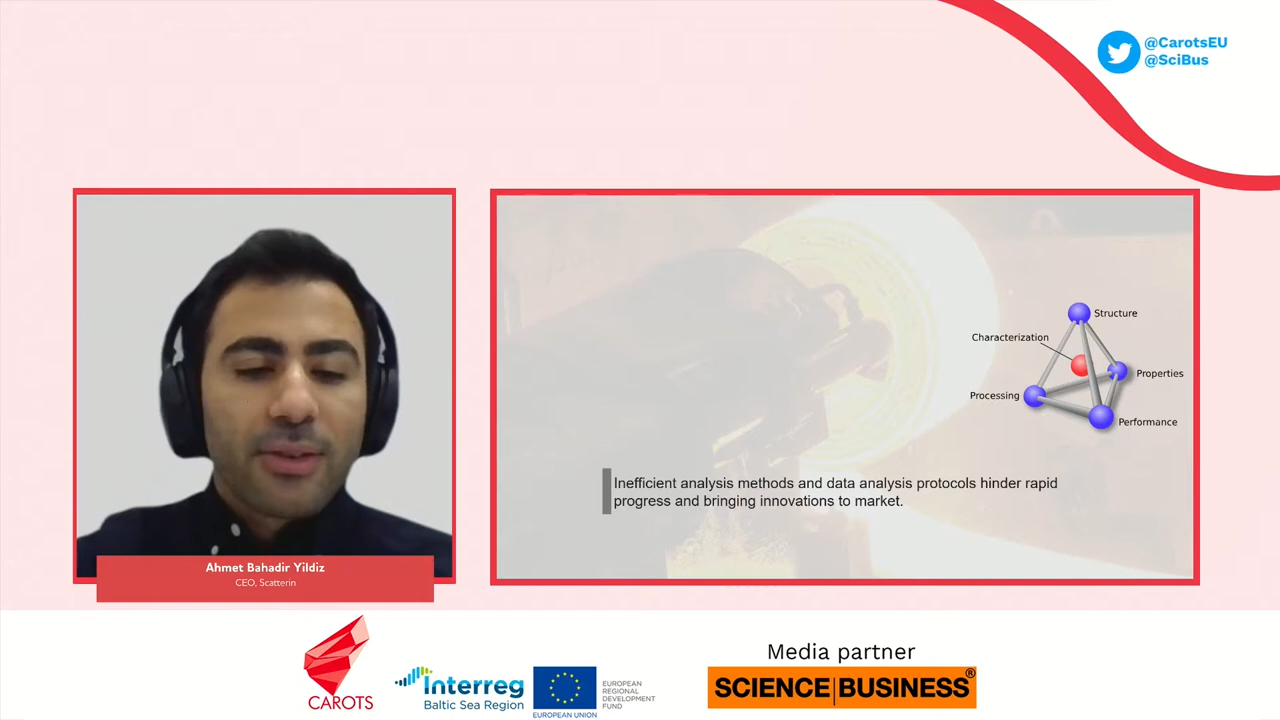 @CarotsEU
@SciBus
Structure
Characterization
Properties
Processing
Performance
Inefficient analysis methods and data analysis protocols hinder rapid
progress and bringing innovations to market.
Ahmet Bahadir Yildiz
CEO, Scatterin
CAROTS
Interreg
Baltic Sea Region
EUROPEAN UNION
EUROPEAN
REGIONAL
DEVELOPMENT
FUND
Media partner
SCIENCE|BUSINESS®